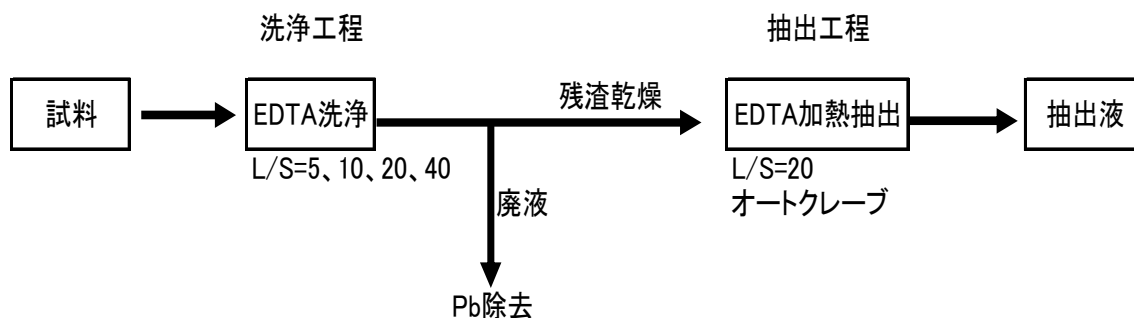 洗浄工程
抽出工程
試料
EDTA洗浄
残渣乾燥
EDTA加熱抽出
抽出液
L/S=5、10、20、40
L/S=20
オートクレーブ
廃液
Pb除去